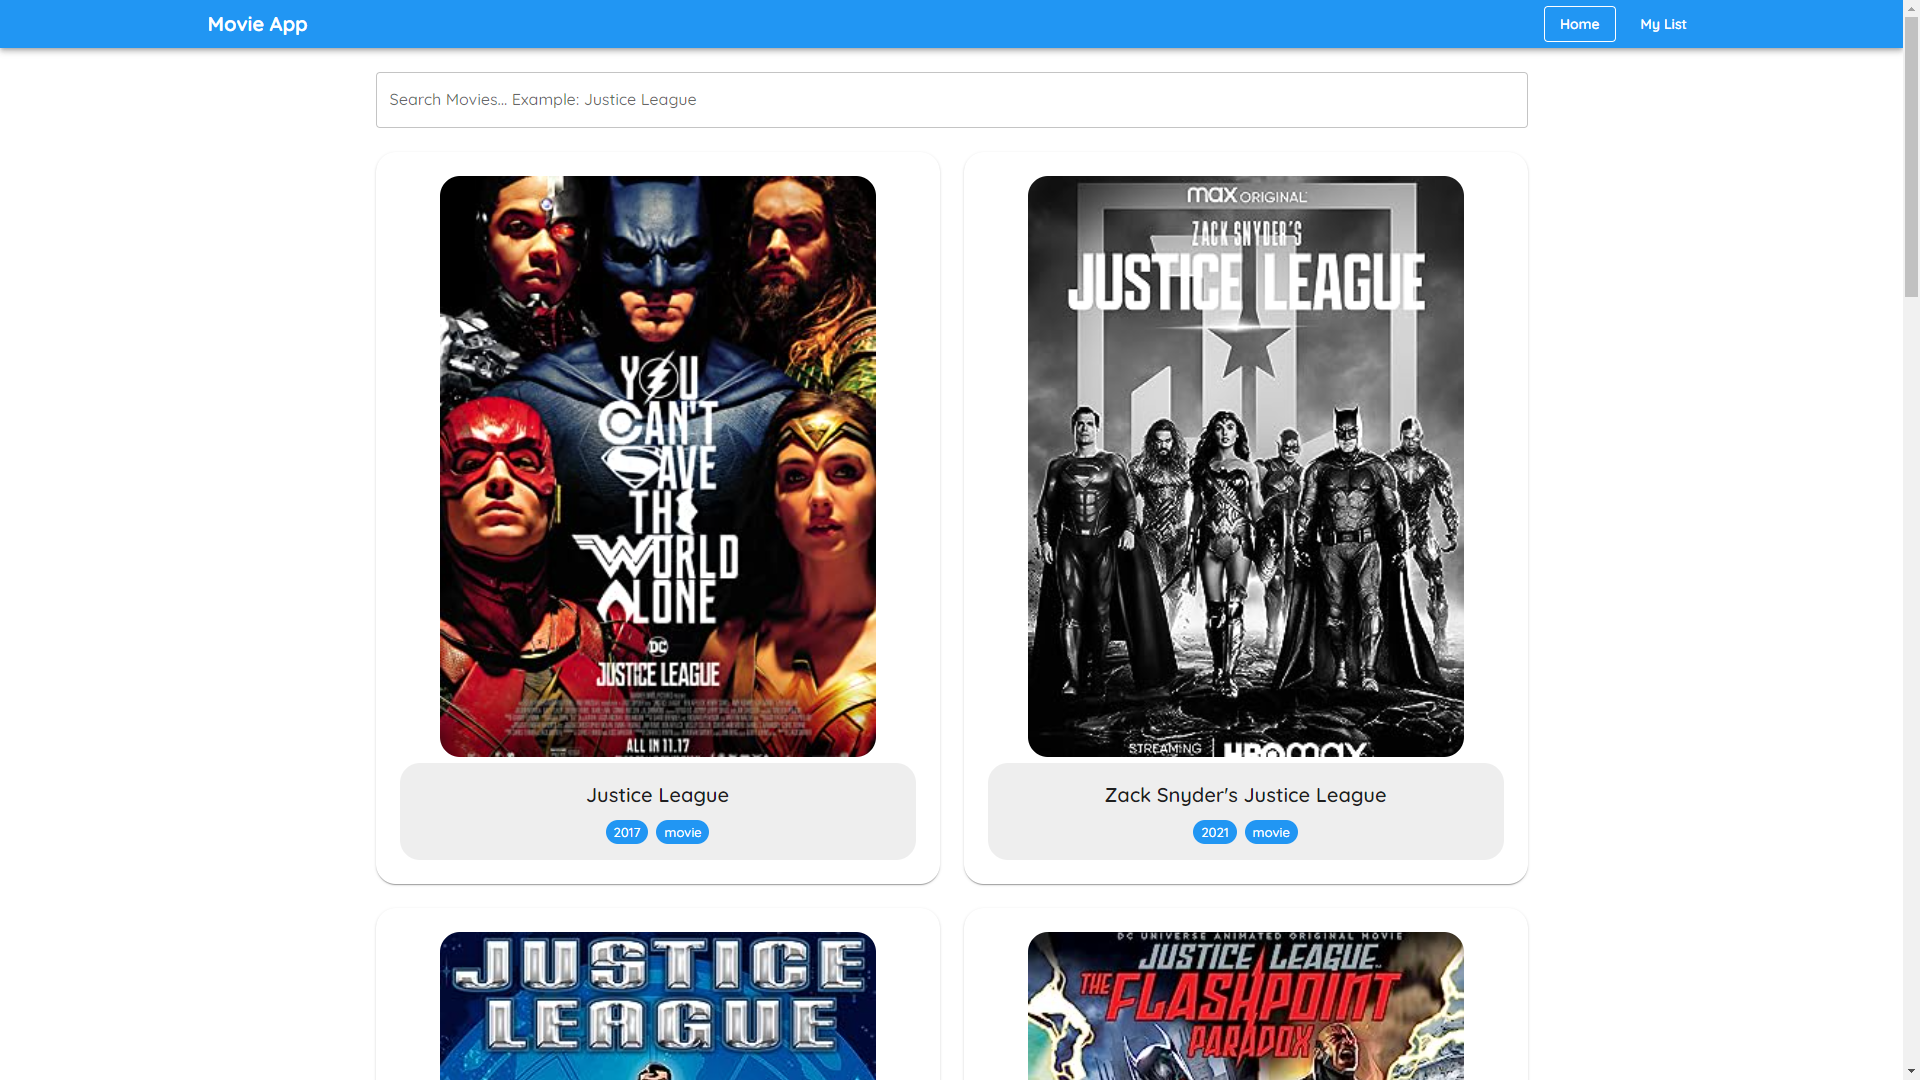 Movie App
Home
My List
Search Movies... Example: Justice League
YOU
CAN'T
SAVE
THE
WORLD
ALONE
DC
JUSTICE LEAGUE
ALL IN 11.17
max ORIGINAL
ZACK SNYDER'S
JUSTICE LEAGUE
STREAMING | HBOMAX
Justice League
2017
movie
Zack Snyder's Justice League
2021
movie
JUSTICE
LEAGUE
DC UNIVERSE ANIMATED ORIGINAL MOVIE
JUSTICE LEAGUE
THE FLASHPOINT
PARADOX